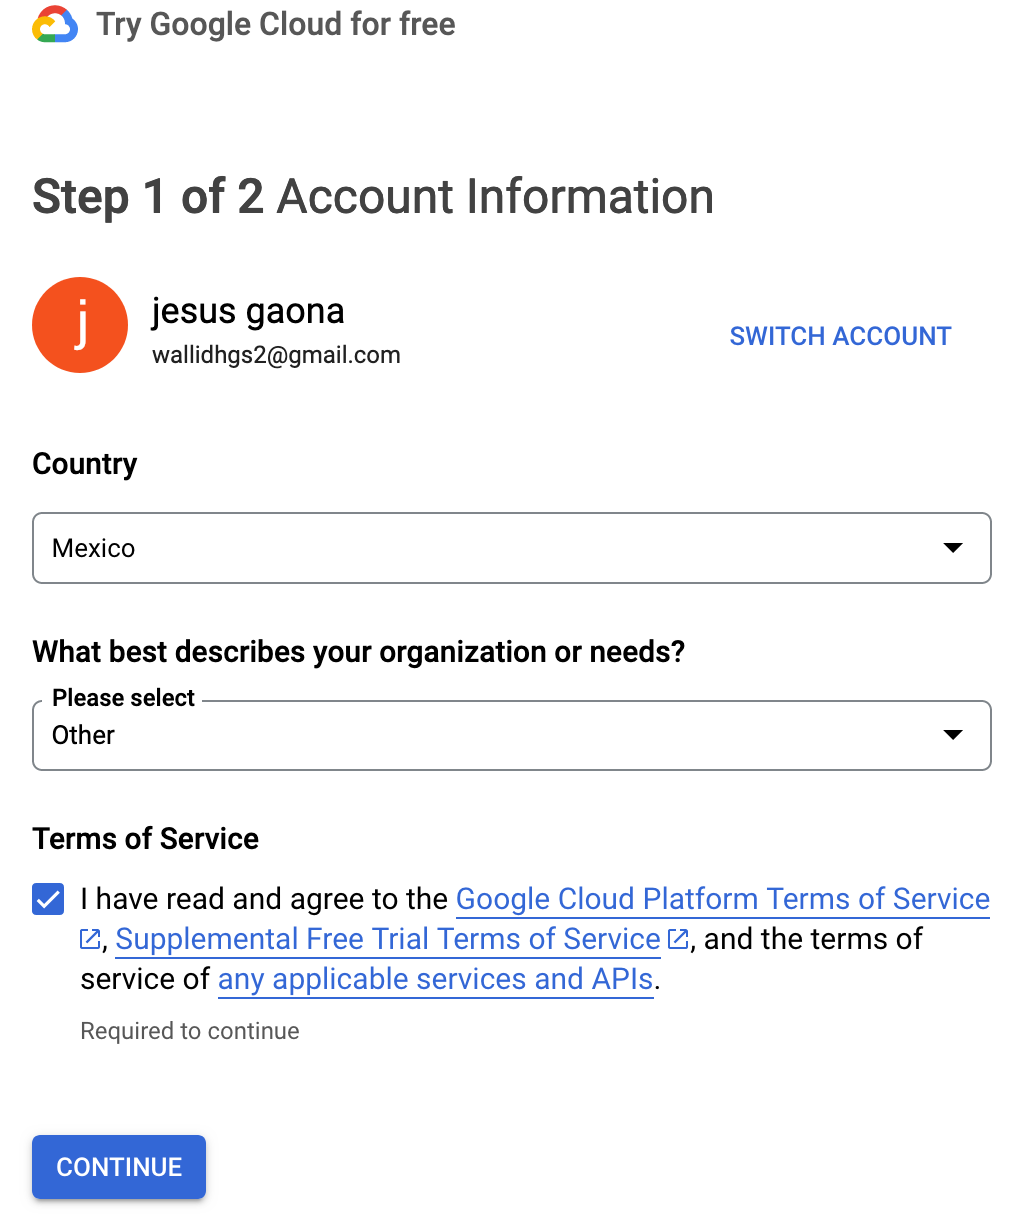 Try Google Cloud for free
Step 1 of 2 Account Information
j
jesus gaona
wallidhgs2@gmail.com
SWITCH ACCOUNT
Country
Mexico
What best describes your organization or needs?
Please select
Other
Terms of Service
I have read and agree to the Google Cloud Platform Terms of Service
, Supplemental Free Trial Terms of Service , and the terms of
service of any applicable services and APIs.
Required to continue
CONTINUE